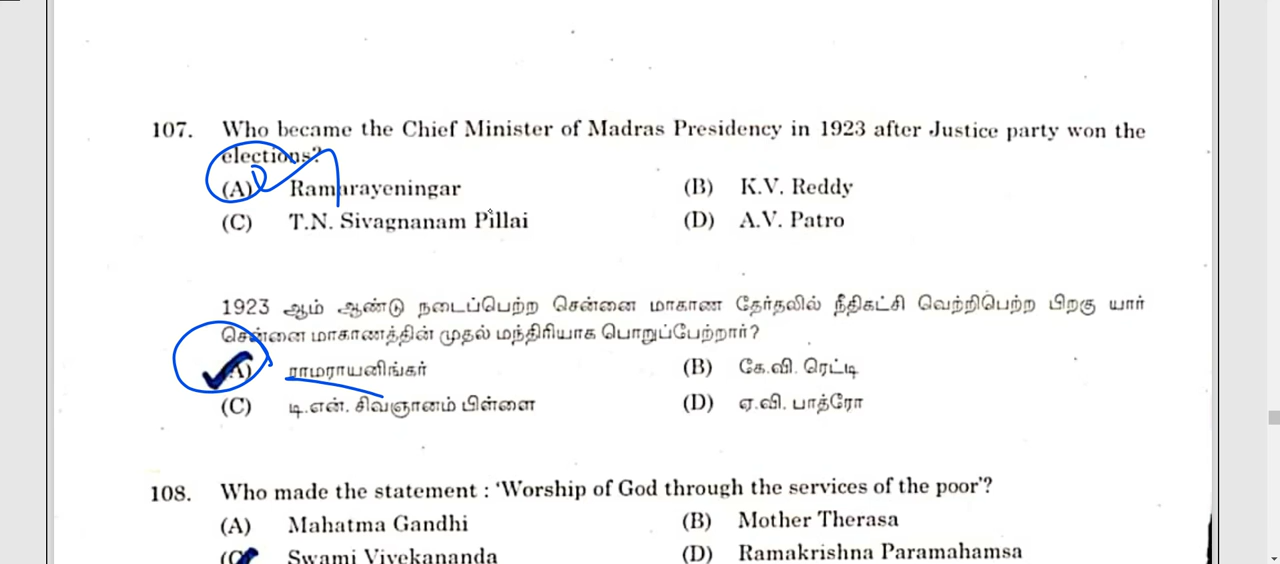 107. Who became the Chief Minister of Madras Presidency in 1923 after Justice party won the
elections?
(A) Ramarayeningar (B) K.V. Reddy
(C) T.N. Sivagnanam Pillai (D) A.V. Patro
1923 ஆம் ஆண்டு நடைப்பெற்ற சென்னை மாகாண தேர்தலில் நீதிகட்சி வெற்றிபெற்ற பிறகு யார்
சென்னை மாகாணத்தின் முதல் மந்திரியாக பொறுப்பேற்றார்?
(A) ராமராயனிங்கர் (B) கே.வி. ரெட்டி
(C) டி.என். சிவஞானம் பிள்ளை (D) ஏ.வி. பாத்ரோ
108. Who made the statement : ‘Worship of God through the services of the poor’?
(A) Mahatma Gandhi (B) Mother Therasa
(C) Swami Vivekananda (D) Ramakrishna Paramahamsa